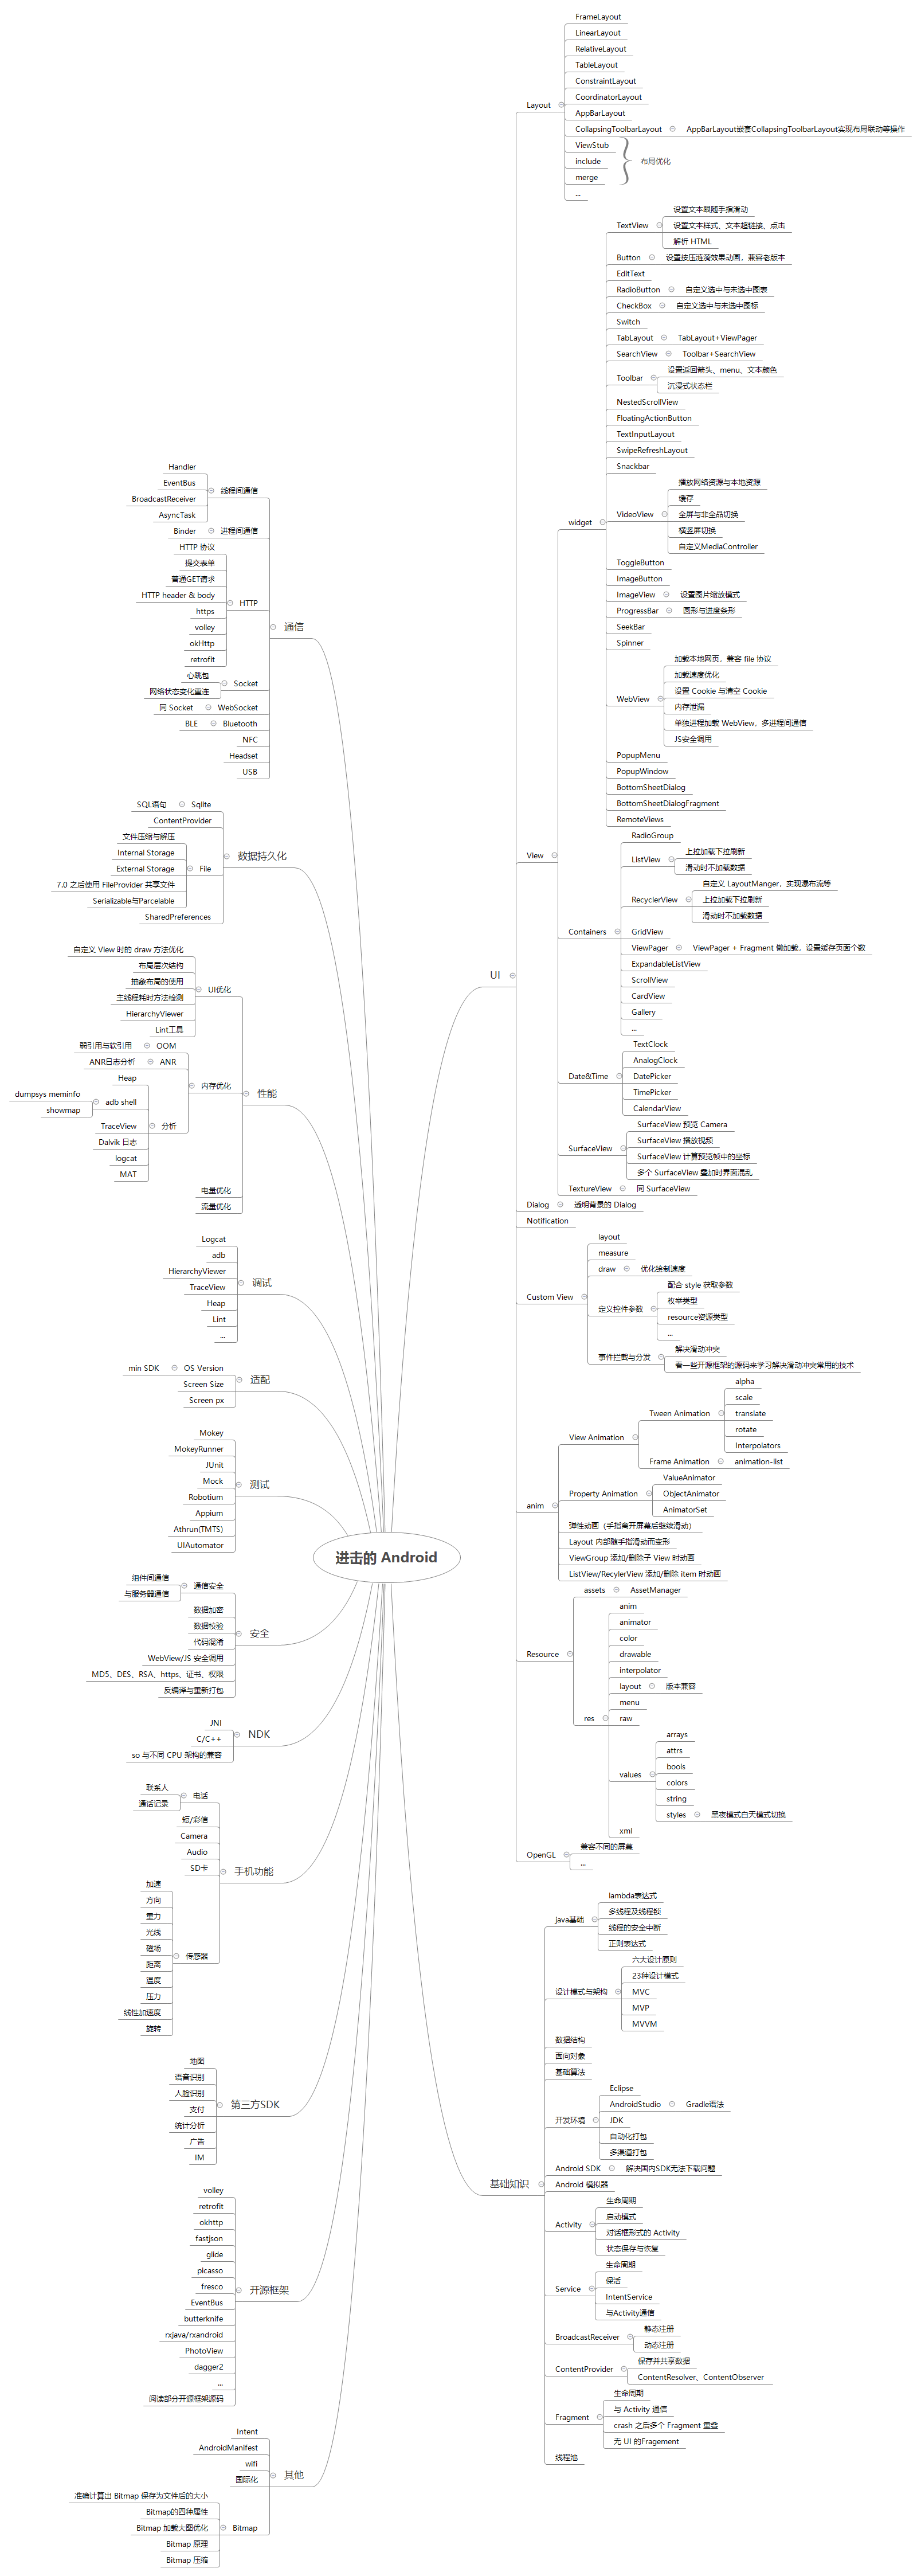 进击的 Android
UI
Layout
FrameLayout
LinearLayout
RelativeLayout
TableLayout
ConstraintLayout
CoordinatorLayout
AppBarLayout
CollapsingToolbarLayout
AppBarLayout嵌套CollapsingToolbarLayout实现布局联动等操作
ViewStub
include
merge
布局优化
...
View
widget
TextView
设置文本跟随手指滑动
设置文本样式、文本超链接、点击
解析 HTML
Button
设置按压涟漪效果动画，兼容老版本
EditText
RadioButton
自定义选中与未选中图表
CheckBox
自定义选中与未选中图标
Switch
TabLayout
TabLayout+ViewPager
SearchView
Toolbar+SearchView
Toolbar
设置返回箭头、menu、文本颜色
沉浸式状态栏
NestedScrollView
FloatingActionButton
TextInputLayout
SwipeRefreshLayout
Snackbar
VideoView
播放网络资源与本地资源
缓存
全屏与非全品切换
横竖屏切换
自定义MediaController
ToggleButton
ImageButton
ImageView
设置图片缩放模式
ProgressBar
圆形与进度条形
SeekBar
Spinner
WebView
加载本地网页，兼容 file 协议
加载速度优化
设置 Cookie 与清空 Cookie
内存泄漏
单独进程加载 WebView，多进程间通信
JS安全调用
PopupMenu
PopupWindow
BottomSheetDialog
BottomSheetDialogFragment
RemoteViews
Containers
RadioGroup
ListView
上拉加载下拉刷新
滑动时不加载数据
RecyclerView
自定义 LayoutManger，实现瀑布流等
上拉加载下拉刷新
滑动时不加载数据
GridView
ViewPager
ViewPager + Fragment 懒加载，设置缓存页面个数
ExpandableListView
ScrollView
CardView
Gallery
...
Date&Time
TextClock
AnalogClock
DatePicker
TimePicker
CalendarView
SurfaceView
SurfaceView 预览 Camera
SurfaceView 播放视频
SurfaceView 计算预览帧中的坐标
多个 SurfaceView 叠加时界面混乱
TextureView
同 SurfaceView
Dialog
透明背景的 Dialog
Notification
Custom View
layout
measure
draw
优化绘制速度
定义控件参数
配合 style 获取参数
枚举类型
resource资源类型
...
事件拦截与分发
解决滑动冲突
看一些开源框架的源码来学习解决滑动冲突常用的技术
anim
View Animation
Tween Animation
alpha
scale
translate
rotate
Interpolators
Frame Animation
animation-list
Property Animation
ValueAnimator
ObjectAnimator
AnimatorSet
弹性动画（手指离开屏幕后继续滑动）
Layout 内部随手指滑动而变形
ViewGroup 添加/删除子 View 时动画
ListView/RecylerView 添加/删除 item 时动画
Resource
assets
AssetManager
res
anim
animator
color
drawable
interpolator
layout
版本兼容
menu
raw
values
arrays
attrs
bools
colors
string
styles
黑夜模式白天模式切换
xml
OpenGL
兼容不同的屏幕
...
基础知识
java基础
lambda表达式
多线程及线程锁
线程的安全中断
正则表达式
设计模式与架构
六大设计原则
23种设计模式
MVC
MVP
MVVM
数据结构
面向对象
基础算法
开发环境
Eclipse
AndroidStudio
Gradle语法
JDK
自动化打包
多渠道打包
Android SDK
解决国内SDK无法下载问题
Android 模拟器
Activity
生命周期
启动模式
对话框形式的 Activity
状态保存与恢复
Service
生命周期
保活
IntentService
与Activity通信
BroadcastReceiver
静态注册
动态注册
ContentProvider
保存并共享数据
ContentResolver、ContentObserver
Fragment
生命周期
与 Activity 通信
crash 之后多个 Fragment 重叠
无 UI 的Fragement
线程池
通信
线程间通信
Handler
EventBus
BroadcastReceiver
AsyncTask
进程间通信
Binder
HTTP
HTTP 协议
提交表单
普通GET请求
HTTP header & body
https
volley
okHttp
retrofit
Socket
心跳包
网络状态变化重连
WebSocket
同 Socket
Bluetooth
BLE
NFC
Headset
USB
数据持久化
Sqlite
SQL语句
ContentProvider
File
文件压缩与解压
Internal Storage
External Storage
7.0 之后使用 FileProvider 共享文件
Serializable与Parcelable
SharedPreferences
性能
UI优化
自定义 View 时的 draw 方法优化
布局层次结构
抽象布局的使用
主线程耗时方法检测
HierarchyViewer
Lint工具
内存优化
OOM
弱引用与软引用
ANR
ANR日志分析
分析
Heap
adb shell
dumpsys meminfo
showmap
TraceView
Dalvik 日志
logcat
MAT
电量优化
流量优化
调试
Logcat
adb
HierarchyViewer
TraceView
Heap
Lint
...
适配
OS Version
min SDK
Screen Size
Screen px
测试
Mokey
MokeyRunner
JUnit
Mock
Robotium
Appium
Athrun(TMTS)
UIAutomator
安全
通信安全
组件间通信
与服务器通信
数据加密
数据校验
代码混淆
WebView/JS 安全调用
MD5、DES、RSA、https、证书、权限
反编译与重新打包
NDK
JNI
C/C++
so 与不同 CPU 架构的兼容
手机功能
电话
联系人
通话记录
短/彩信
Camera
Audio
SD卡
传感器
加速
方向
重力
光线
磁场
距离
温度
压力
线性加速度
旋转
第三方SDK
地图
语音识别
人脸识别
支付
统计分析
广告
IM
开源框架
volley
retrofit
okhttp
fastjson
glide
picasso
fresco
EventBus
butterknife
rxjava/rxandroid
PhotoView
dagger2
...
阅读部分开源框架源码
其他
Intent
AndroidManifest
wifi
国际化
Bitmap
准确计算出 Bitmap 保存为文件后的大小
Bitmap的四种属性
Bitmap 加载大图优化
Bitmap 原理
Bitmap 压缩